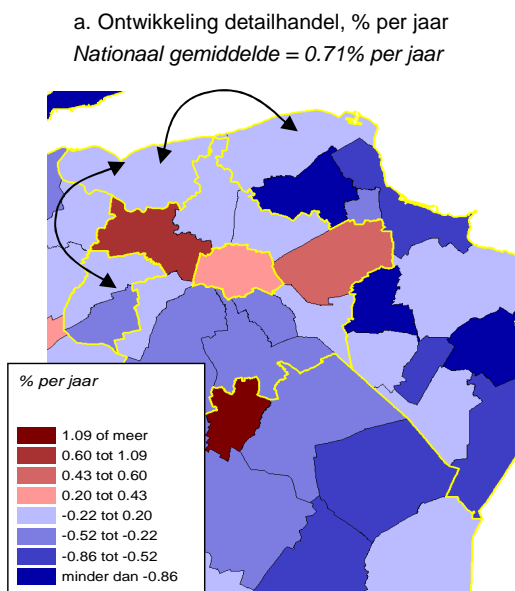 a. Ontwikkeling detailhandel, % per jaar
Nationaal gemiddelde = 0.71% per jaar
% per jaar
1.09 of meer
0.60 tot 1.09
0.43 tot 0.60
0.20 tot 0.43
-0.22 tot 0.20
-0.52 tot -0.22
-0.86 tot -0.52
minder dan -0.86